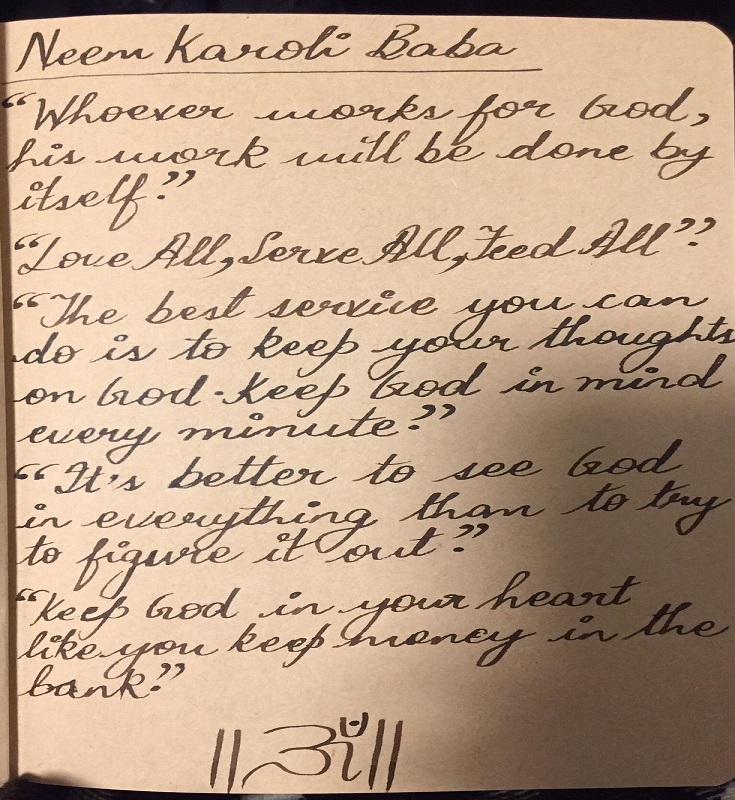 Neem Karoli Baba
"Whoever works for God,
his work will be done by
itself."
"Love All, Serve All, Feed All"
"The best service you can
do is to keep your thoughts
on God. Keep God in mind
every minute."
"It's better to see God
in everything than to try
to figure it out."
"Keep God in your heart
like you keep money in the
bank."
||ॐ||